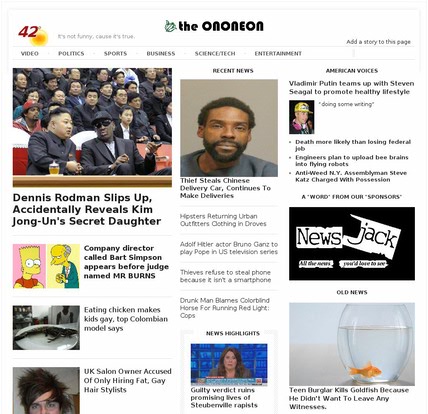 42°
It's not funny, cause it's true.
the ONONEON
Add a story to this page
VIDEO
POLITICS
SPORTS
BUSINESS
SCIENCE/TECH
ENTERTAINMENT
Dennis Rodman Slips Up,
Accidentally Reveals Kim
Jong-Un's Secret Daughter
Company director
called Bart Simpson
appears before judge
named MR BURNS
Eating chicken makes
kids gay, top Colombian
model says
UK Salon Owner Accused
Of Only Hiring Fat, Gay
Hair Stylists
RECENT NEWS
Thief Steals Chinese
Delivery Car, Continues To
Make Deliveries
Hipsters Returning Urban
Outfitters Clothing in Droves
Adolf Hitler actor Bruno Ganz to
play Pope in US television series
Thieves refuse to steal phone
because it isn't a smartphone
Drunk Man Blames Colorblind
Horse For Running Red Light:
Cops
NEWS HIGHLIGHTS
Guilty verdict ruins
promising lives of
Steubenville rapists
AMERICAN VOICES
Vladimir Putin teams up with Steven
Seagal to promote healthy lifestyle
"doing some writing"
Death more likely than losing federal
job
Engineers plan to upload bee brains
into flying robots
Anti-Weed N.Y. Assemblyman Steve
Katz Charged With Possession
A "WORD" FROM OUR "SPONSORS"
News Jack
All the news you'd love to see
OLD NEWS
Teen Burglar Kills Goldfish Because
He Didn't Want To Leave Any
Witnesses.